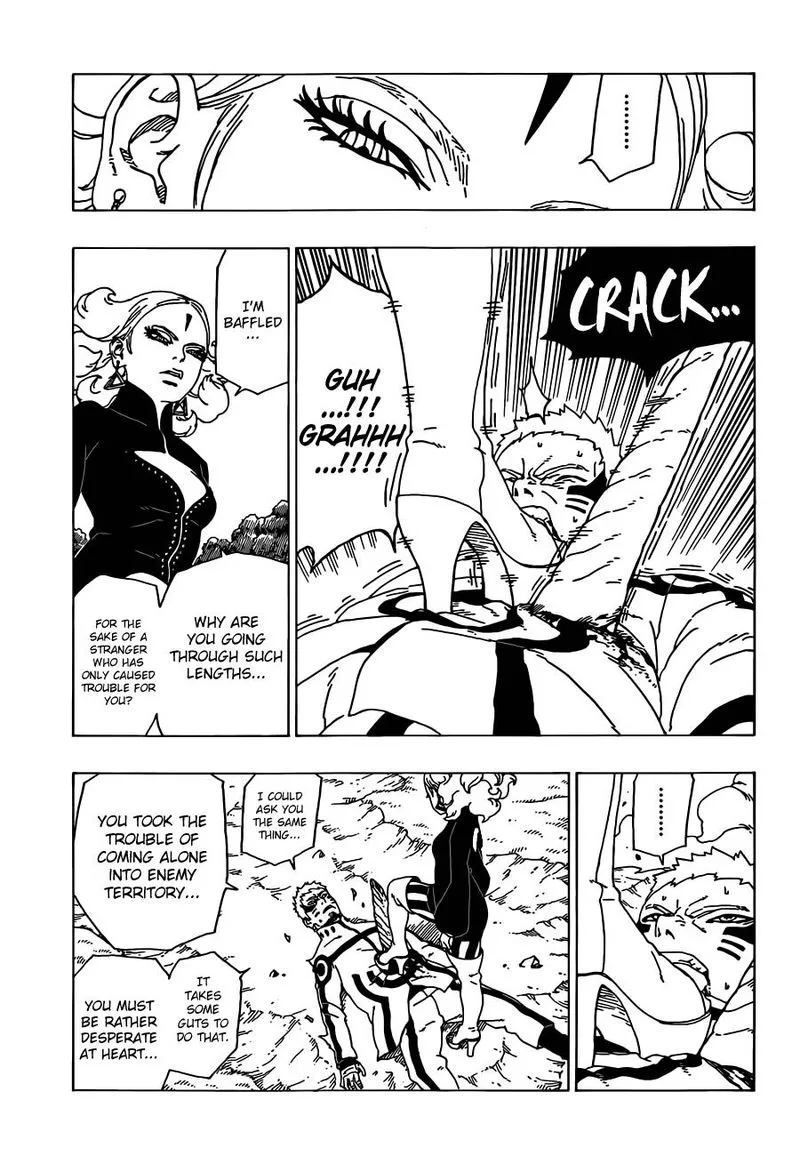 ........
CRACK...
GUH
...!!!
GRAHHH
...!!!!
I'M
BAFFLED
...
WHY ARE
YOU GOING
THROUGH SUCH
LENGTHS...
FOR THE
SAKE OF A
STRANGER
WHO HAS
ONLY CAUSED
TROUBLE FOR
YOU?
........
I COULD
ASK YOU
THE SAME
THING...
YOU TOOK THE
TROUBLE OF
COMING ALONE
INTO ENEMY
TERRITORY...
IT
TAKES
SOME
GUTS TO
DO THAT.
YOU MUST
BE RATHER
DESPERATE
AT HEART...